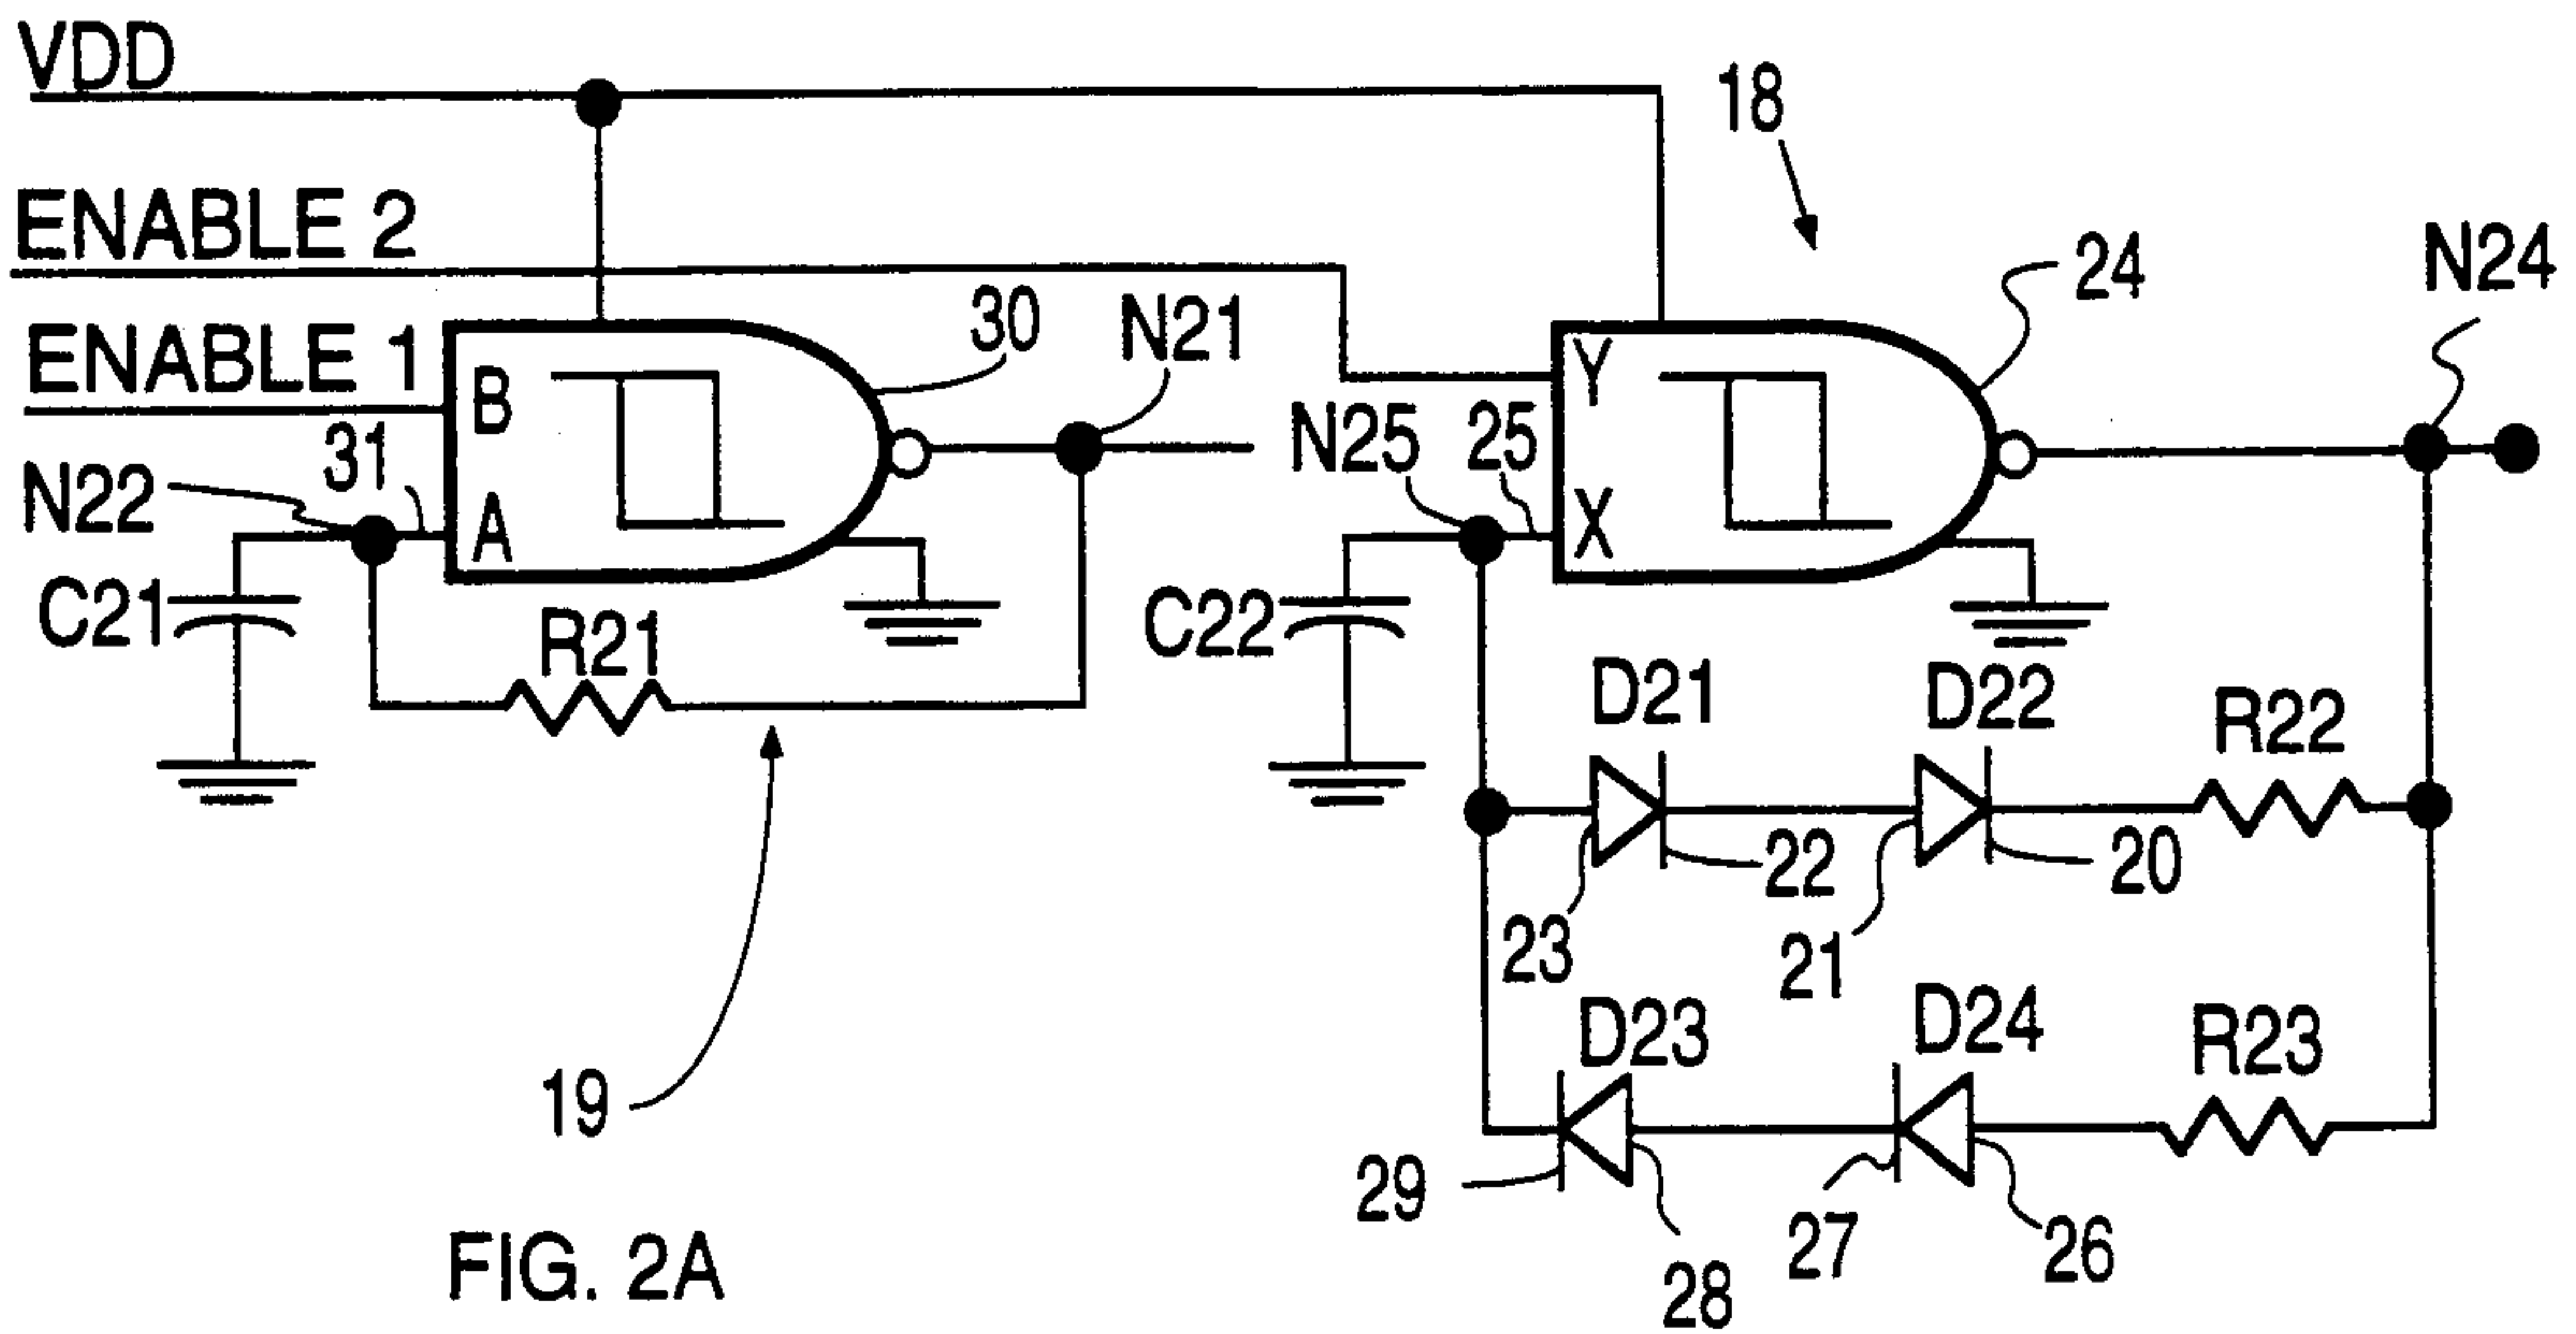 VDD
18
ENABLE 2
24
N24
ENABLE 1
30
N21
B
Y
31
N25
25
N22
A
X
C21
R21
C22
D21
D22
R22
22
20
23
21
D23
D24
R23
19
29
27
26
28
FIG. 2A